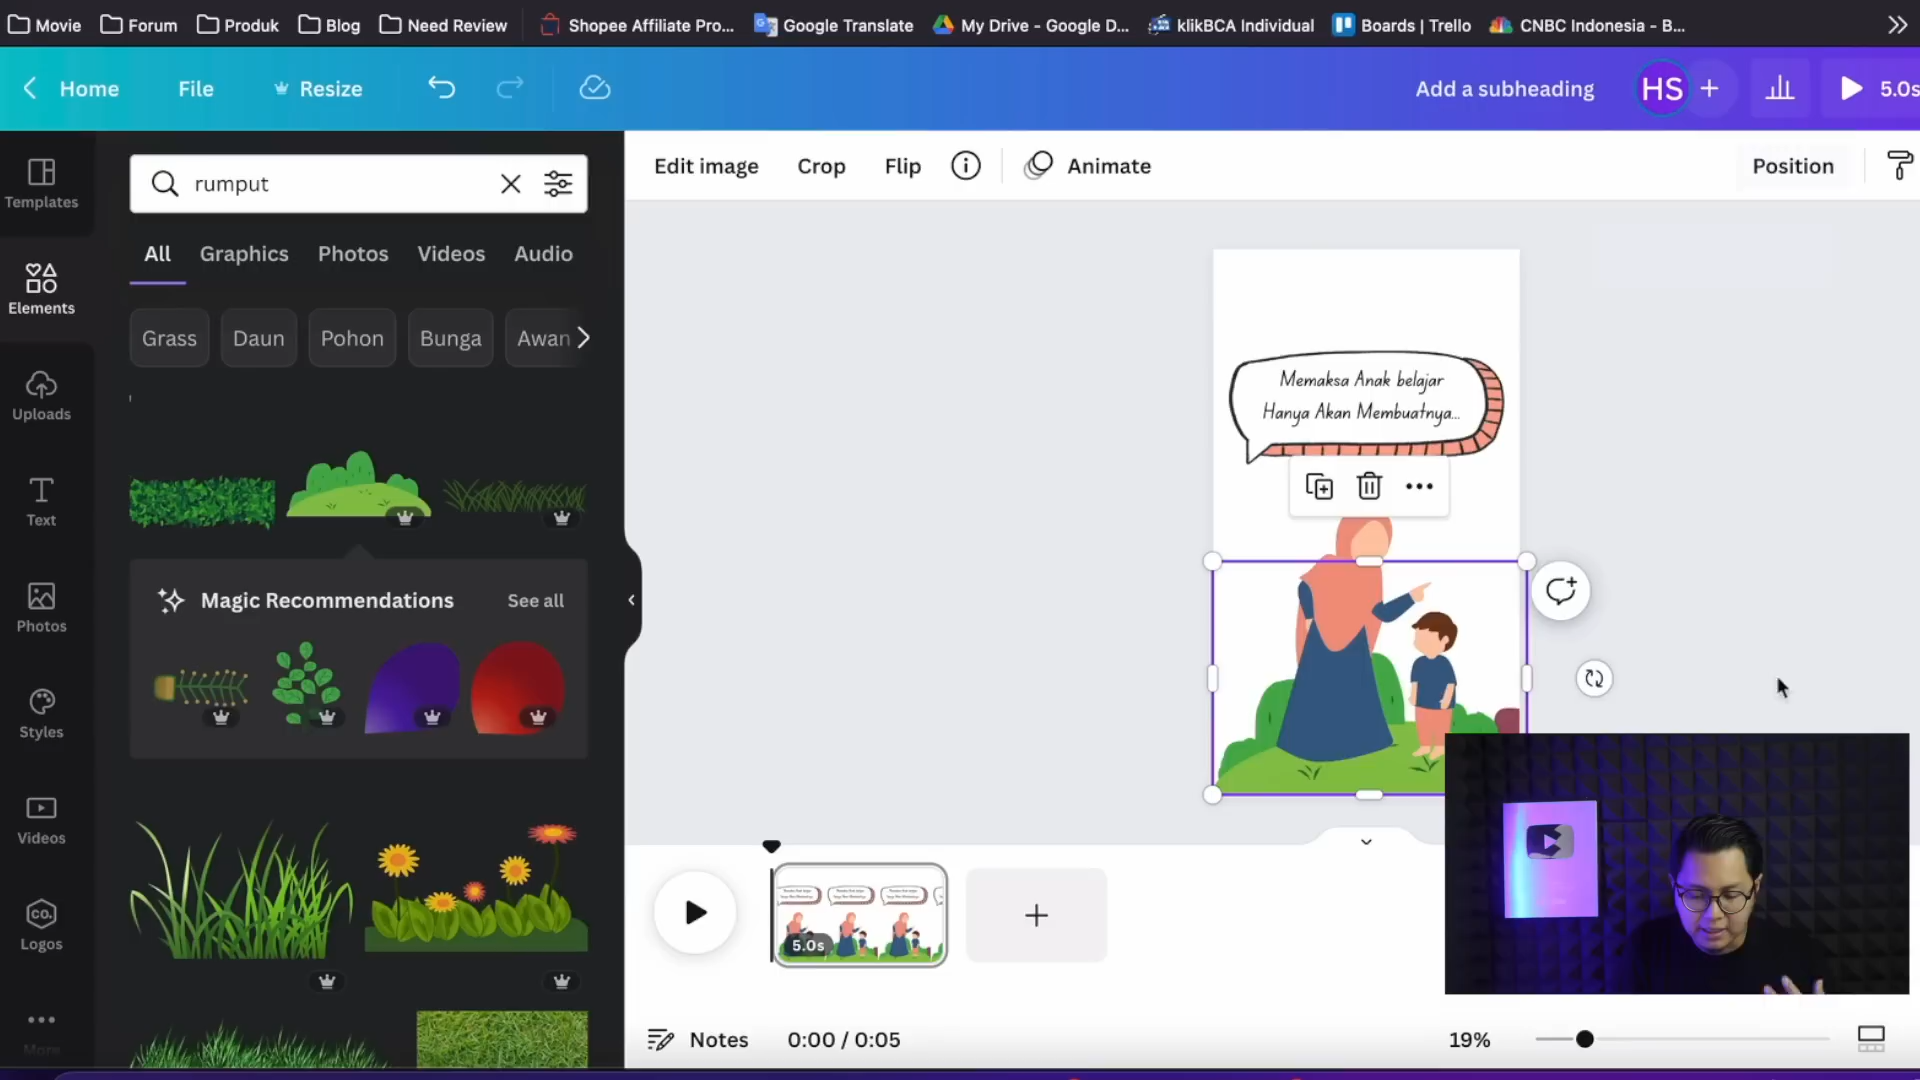 Movie
Forum
Produk
Blog
Need Review
Shopee Affiliate Pro...
Google Translate
My Drive - Google D...
klikBCA Individual
Boards | Trello
CNBC Indonesia - B...
Home
File
Resize
Add a subheading
HS
5.0s
Templates
Elements
Uploads
Text
Photos
Styles
Videos
Logos
More
rumput
All
Graphics
Photos
Videos
Audio
Grass
Daun
Pohon
Bunga
Awan
Magic Recommendations
See all
Edit image
Crop
Flip
Animate
Position
Memaksa Anak belajar
Hanya Akan Membuatnya...
5.0s
Notes
0:00 / 0:05
19%
CO.